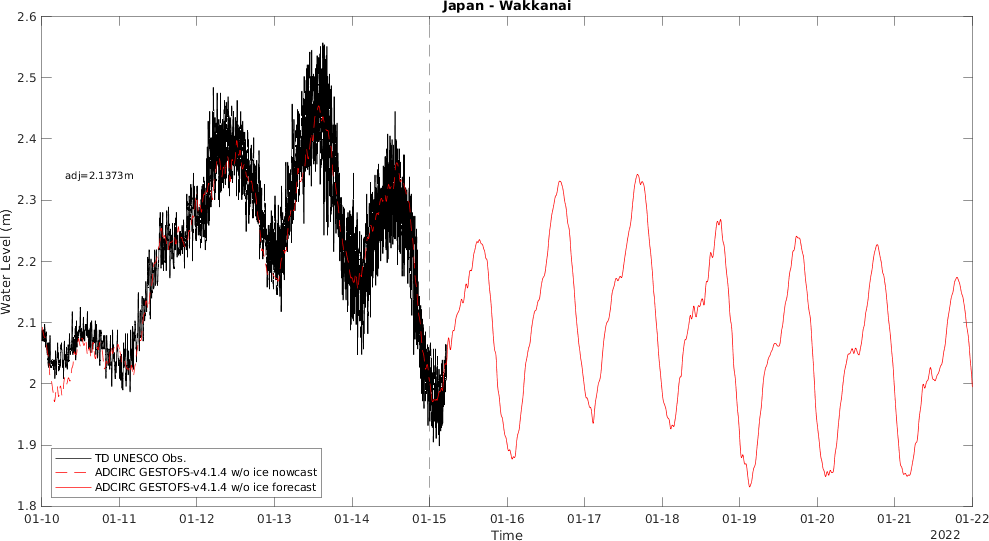 Japan - Wakkanai
2.6
2.5
2.4
2.3
2.2
2.1
2
1.9
1.8
Water Level (m)
adj=2.1373m
TD UNESCO Obs.
ADCIRC GESTOFS-v4.1.4 w/o ice nowcast
ADCIRC GESTOFS-v4.1.4 w/o ice forecast
01-10 01-11 01-12 01-13 01-14 01-15 01-16 01-17 01-18 01-19 01-20 01-21 01-22
Time
2022